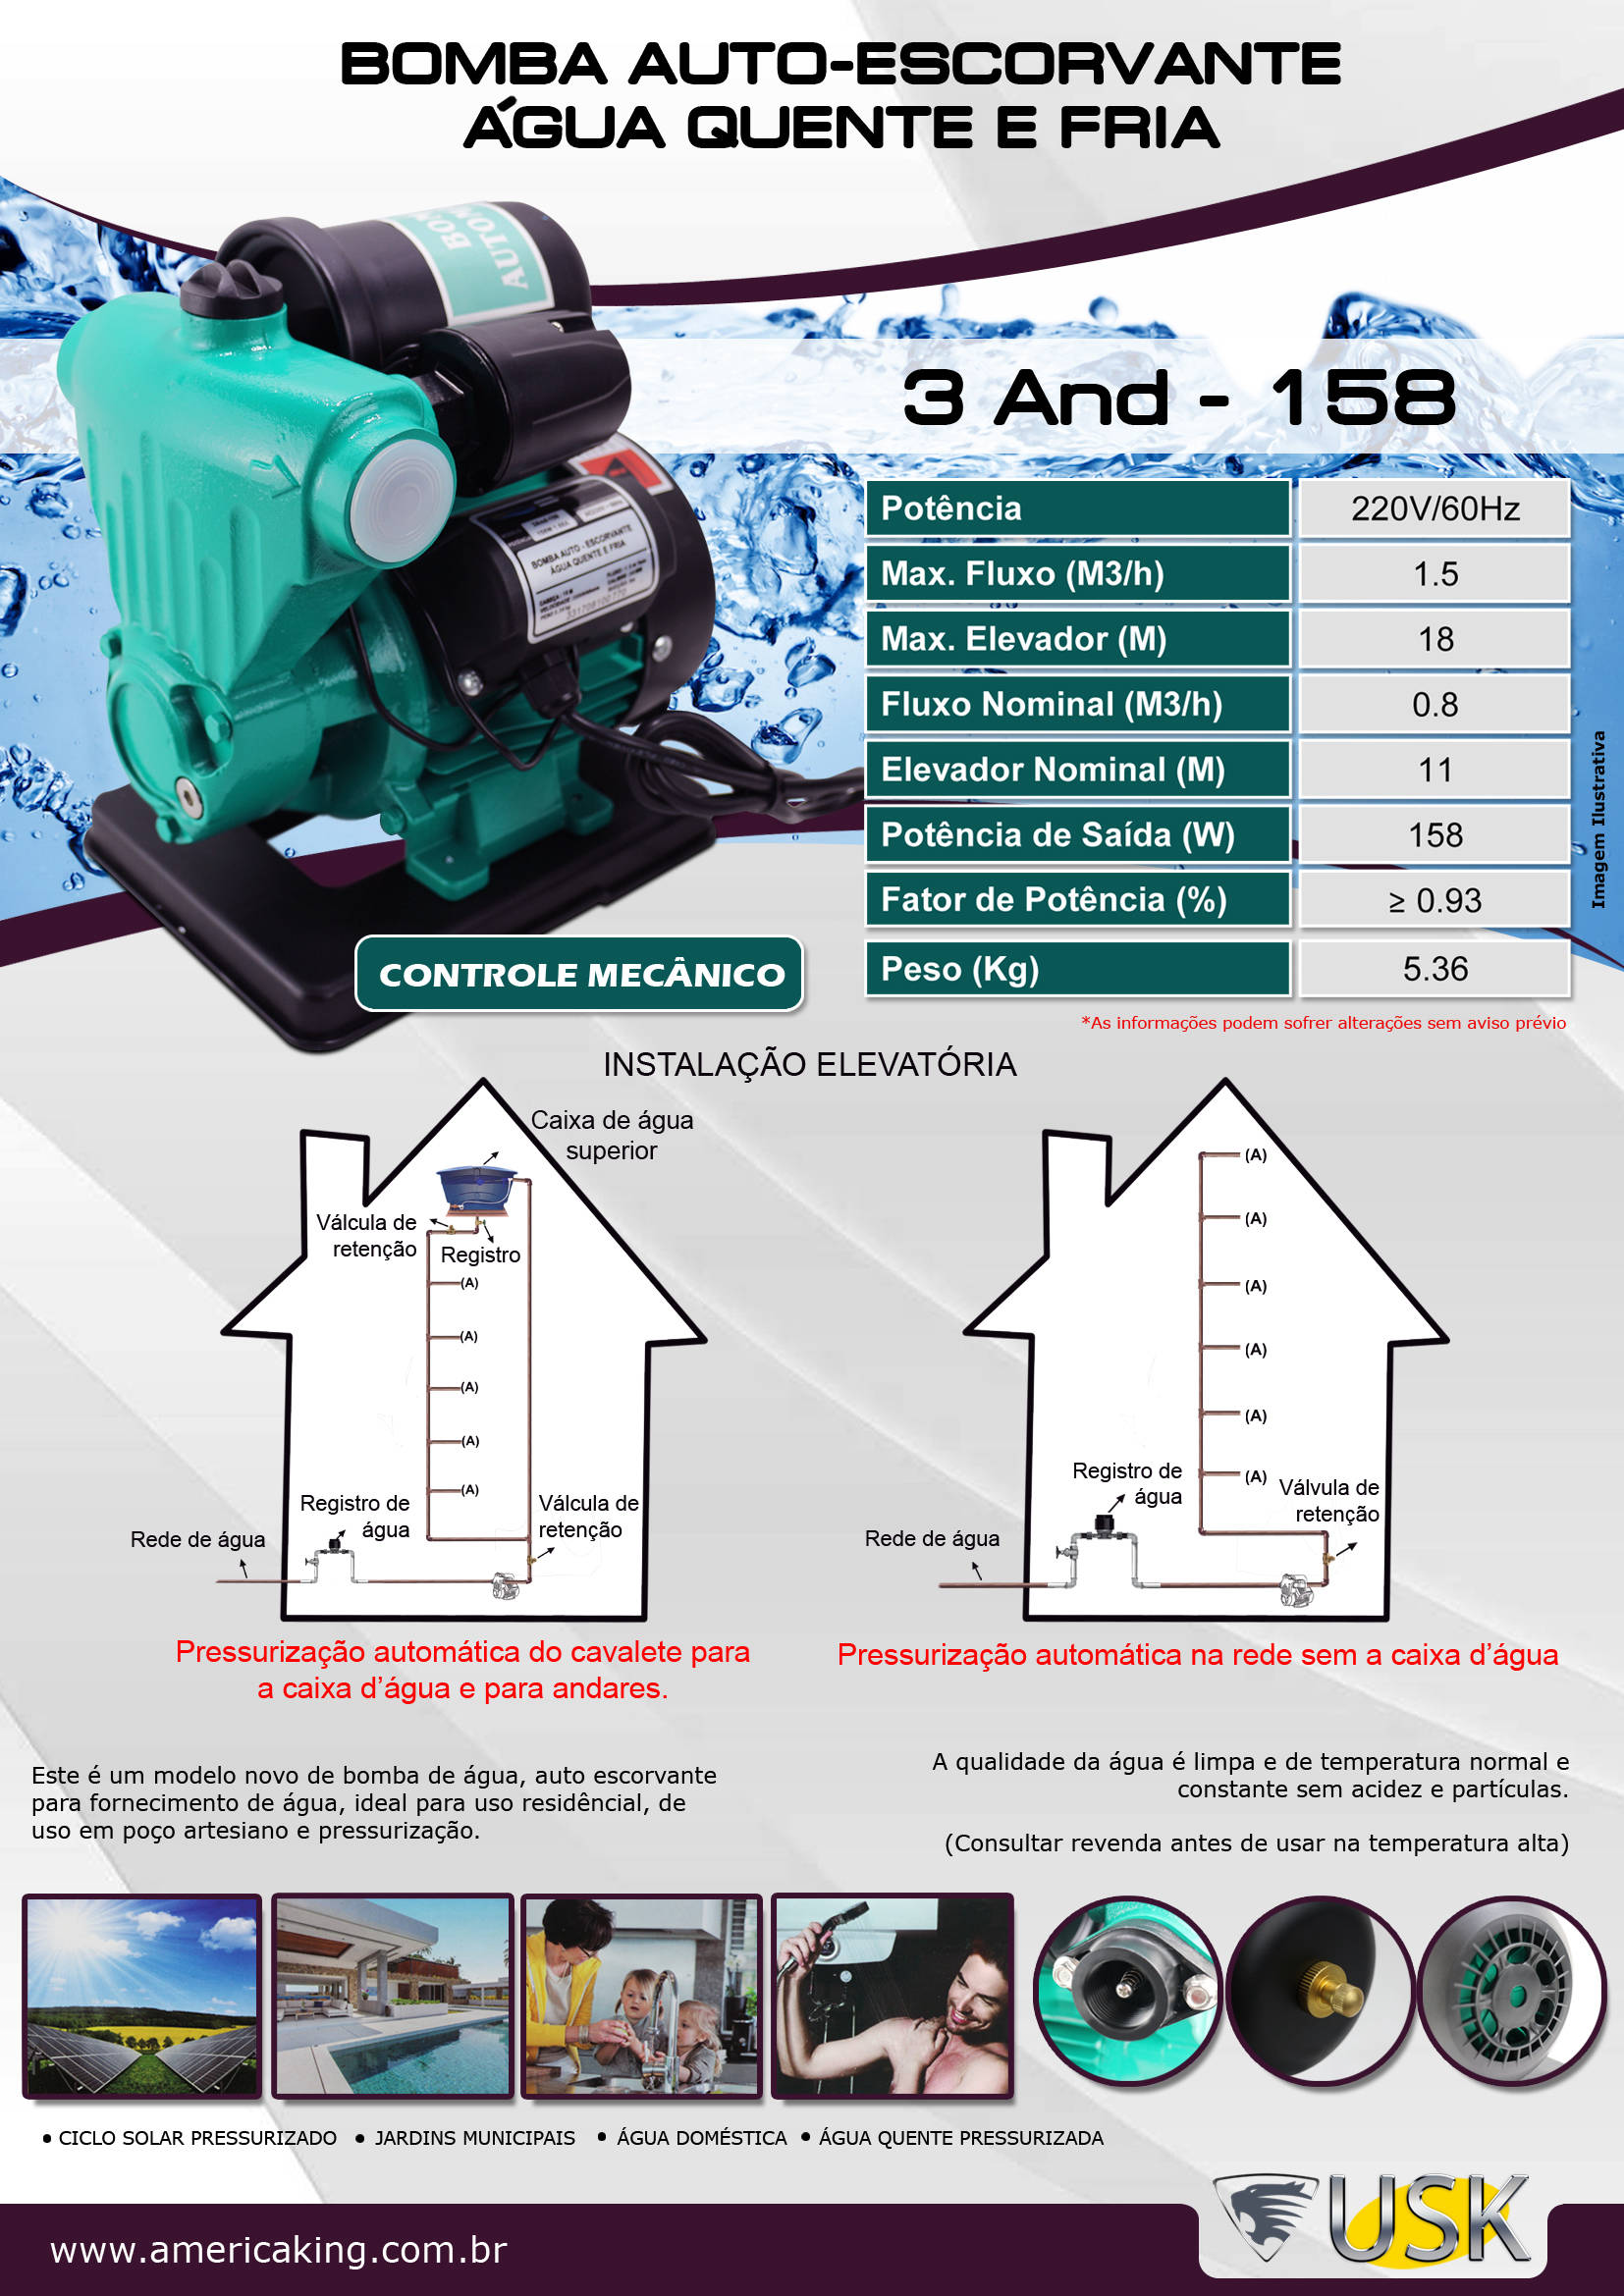 BOMBA AUTO-ESCORVANTE
ÁGUA QUENTE E FRIA
3 And - 158
BOMBA AUTO - ESCORVANTE
ÁGUA QUENTE E FRIA
Potência 220V/60Hz
Max. Fluxo (M3/h) 1.5
Max. Elevador (M) 18
Fluxo Nominal (M3/h) 0.8
Elevador Nominal (M) 11
Potência de Saída (W) 158
Fator de Potência (%) ≥ 0.93
Peso (Kg) 5.36
Imagem Ilustrativa
CONTROLE MECÂNICO
*As informações podem sofrer alterações sem aviso prévio
INSTALAÇÃO ELEVATÓRIA
Caixa de água
superior
Válcula de
retenção
Registro
(A)
(A)
(A)
(A)
(A)
Registro de
água
Válcula de
retenção
Rede de água
Pressurização automática do cavalete para
a caixa d’água e para andares.
(A)
(A)
(A)
(A)
(A)
(A)
Registro de
água
Válvula de
retenção
Rede de água
Pressurização automática na rede sem a caixa d’água
Este é um modelo novo de bomba de água, auto escorvante
para fornecimento de água, ideal para uso residêncial, de
uso em poço artesiano e pressurização.
A qualidade da água é limpa e de temperatura normal e
constante sem acidez e partículas.
(Consultar revenda antes de usar na temperatura alta)
• CICLO SOLAR PRESSURIZADO • JARDINS MUNICIPAIS • ÁGUA DOMÉSTICA • ÁGUA QUENTE PRESSURIZADA
www.americaking.com.br
USK